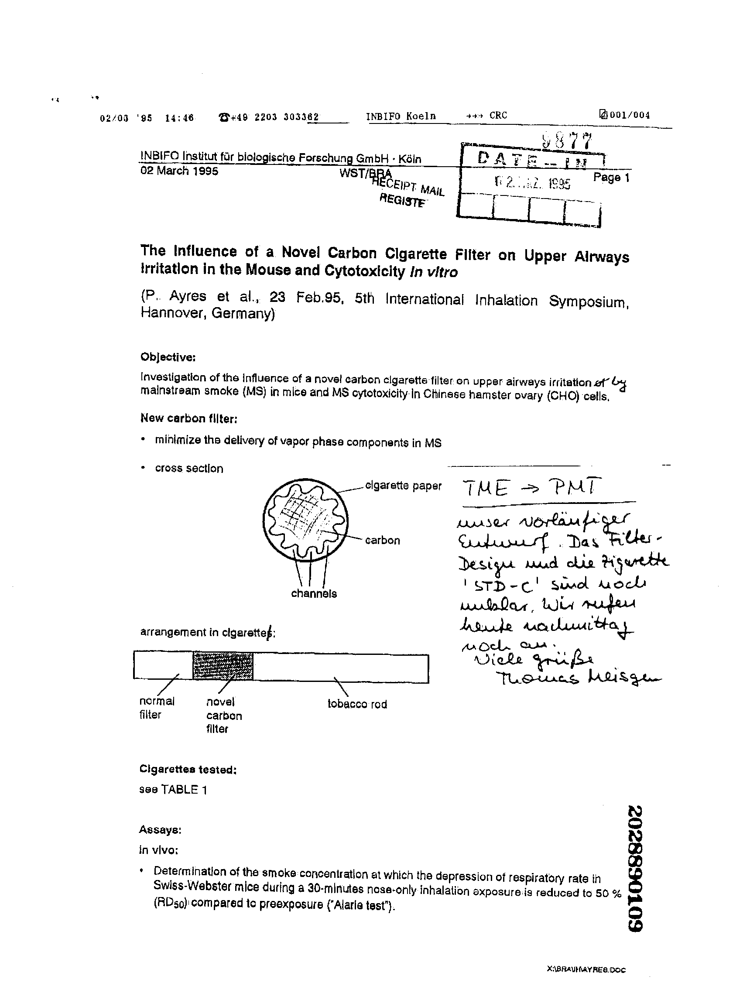 02/03 '95 14:46 ☎+49 2203 303362 INBIFO Koeln +++ CRC 001/004
9877
INBIFO Institut für biologische Forschung GmbH · Köln
DATE-IN
02 March 1995 WST/BRA Page 1
RECEIPT MAIL
1995
REGISTE
The Influence of a Novel Carbon Cigarette Filter on Upper Airways
Irritation in the Mouse and Cytotoxicity In vitro
(P. Ayres et al., 23 Feb.95, 5th International Inhalation Symposium,
Hannover, Germany)
Objective:
Investigation of the influence of a novel carbon cigarette filter on upper airways irritation of by
mainstream smoke (MS) in mice and MS cytotoxicity in Chinese hamster ovary (CHO) cells.
New carbon filter:
• minimize the delivery of vapor phase components in MS
• cross section
cigarette paper
carbon
channels
TME → PMT
unser vorläufiger
Entwurf. Das Filter-
Design und die Zigarette
'STD-C' sind noch
unklar. Wir rufen
heute nachmittag
noch an.
Viele grüße
Thomas Meisgen
arrangement in cigarettes:
normal
filter
novel
carbon
filter
tobacco rod
Cigarettes tested:
see TABLE 1
Assays:
in vivo:
• Determination of the smoke concentration at which the depression of respiratory rate in
Swiss-Webster mice during a 30-minutes nose-only inhalation exposure is reduced to 50 %
(RD50) compared to preexposure ("Alarie test").
2028890109
X:\BRA\IH\AYRES.DOC